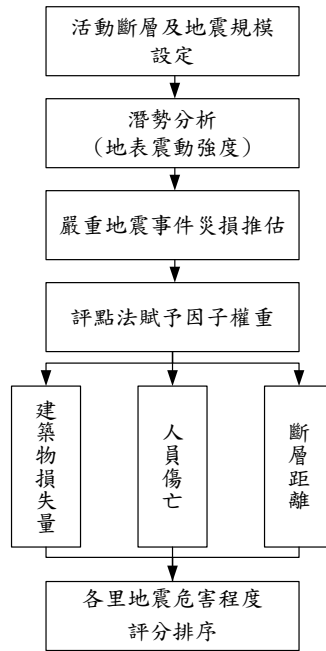 活動斷層及地震規模
設定
潛勢分析
（地表震動強度）
嚴重地震事件災損推估
評點法賦予因子權重
建築物損失量
人員傷亡
斷層距離
各里地震危害程度
評分排序